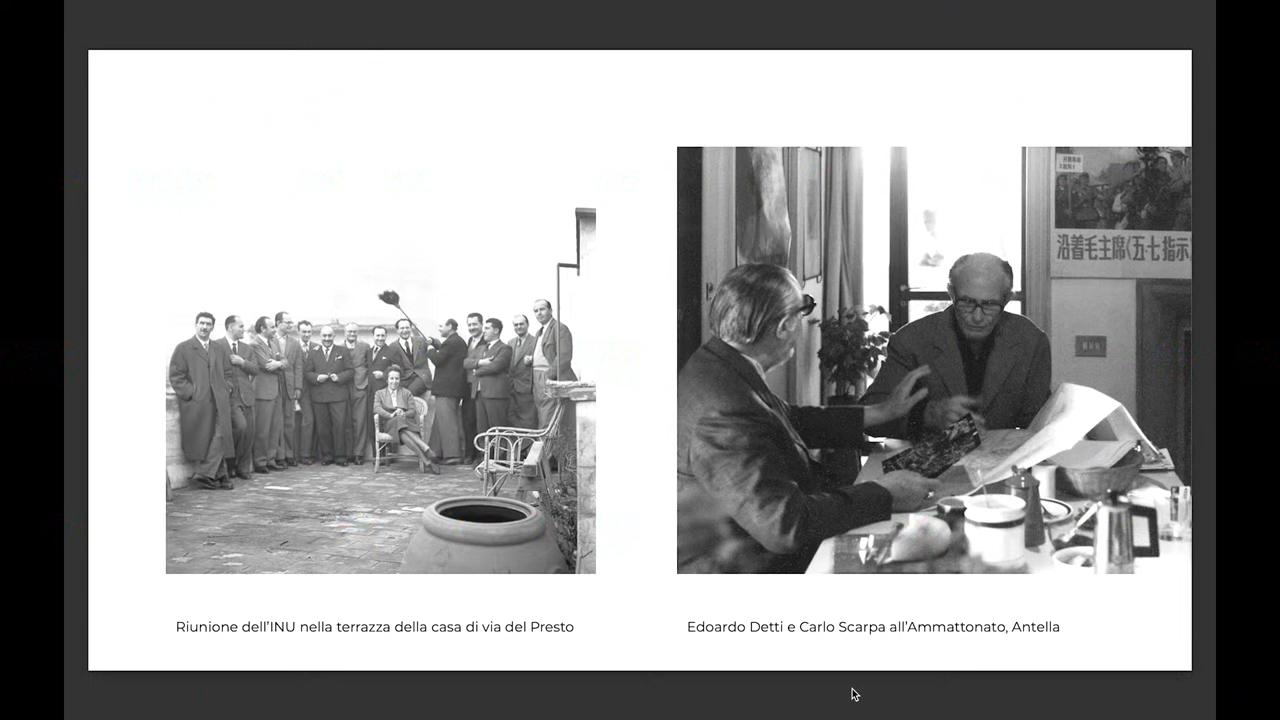 沿着毛主席《五·七指示
Riunione dell'INU nella terrazza della casa di via del Presto
Edoardo Detti e Carlo Scarpa all'Ammattonato, Antella